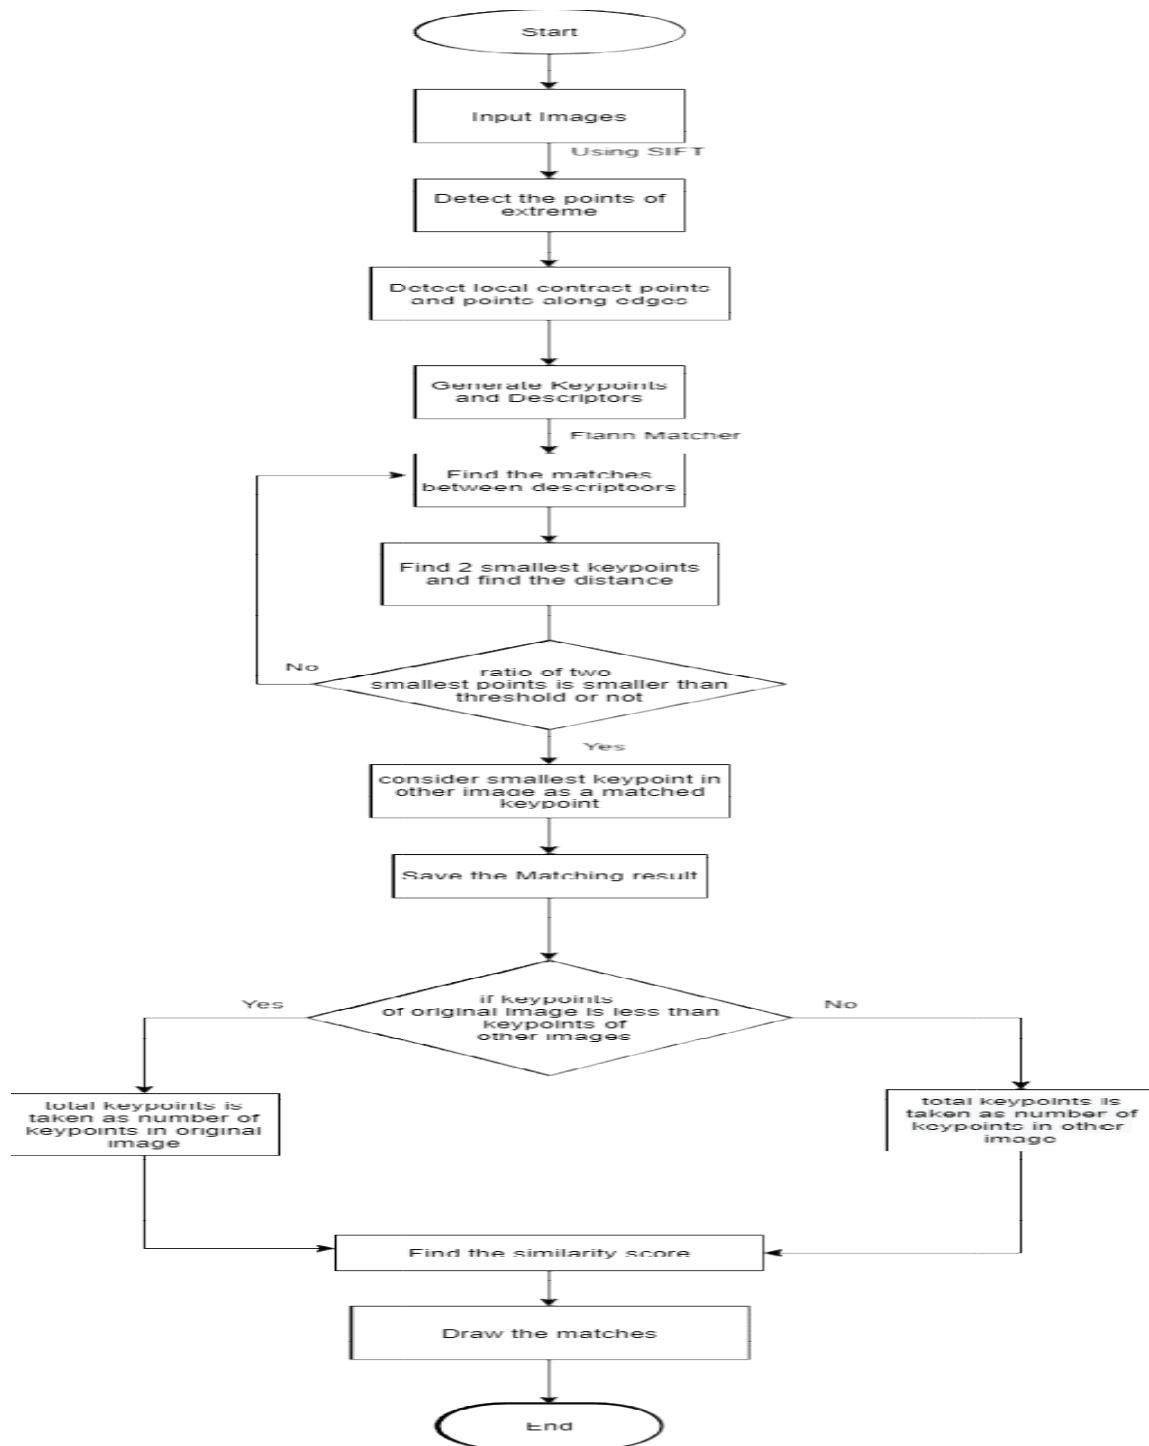 Start
Input Images
Using SIFT
Detect the points of
extreme
Detect local contrast points
and points along edges
Generate Keypoints
and Descriptors
Flann Matcher
Find the matches
between descriptoors
Find 2 smallest keypoints
and find the distance
No
ratio of two
smallest points is smaller than
threshold or not
Yes
consider smallest keypoint in
other image as a matched
keypoint
Save the Matching result
Yes
if keypoints
of original image is less than
keypoints of
other images
No
total keypoints is
taken as number of
keypoints in original
image
total keypoints iis
taken as number of
keypoints in other
image
Find the similarity score
Draw the matches
End